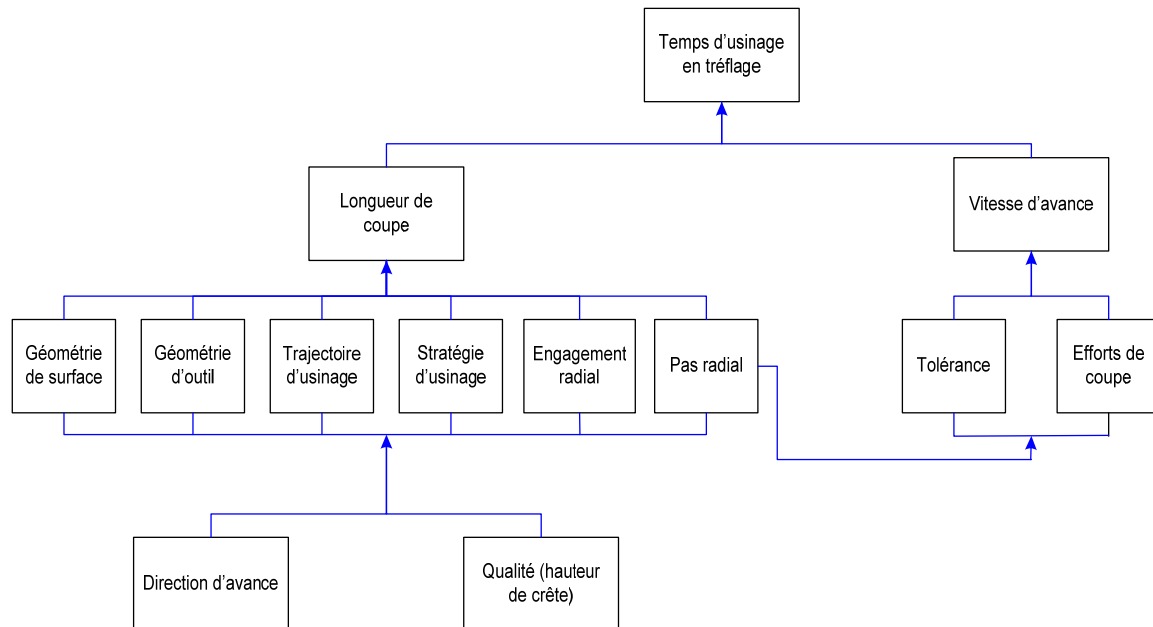 Temps d'usinage
en tréflage
Longueur de
coupe
Vitesse d'avance
Géométrie
de surface
Géométrie
d'outil
Trajectoire
d'usinage
Stratégie
d'usinage
Engagement
radial
Pas radial
Tolérance
Efforts de
coupe
Direction d'avance
Qualité (hauteur
de crête)